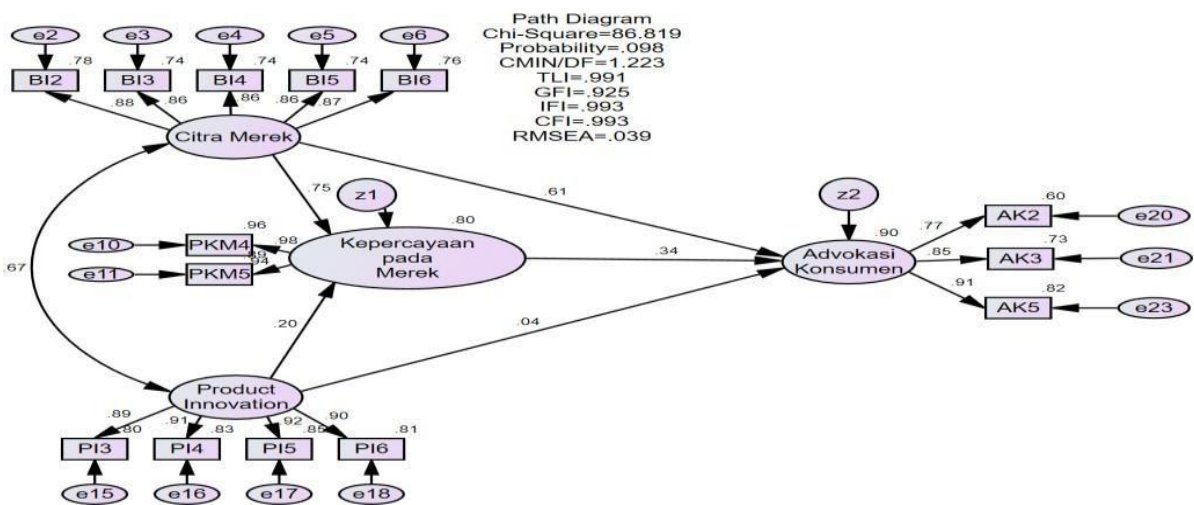 Path Diagram
Chi-Square=86.819
Probability=.098
CMIN/DF=1.223
TLI=.991
GFI=.925
IFI=.993
CFI=.993
RMSEA=.039
e2 e3 e4 e5 e6
.78 .74 .74 .74 .76
BI2 BI3 BI4 BI5 BI6
.88 .86 .86 .86 .87
Citra Merek
.75
.61
z1
z2
.80
.90
.67
e10
PKM4
.96
.98
e11
PKM5
.89
.94
Kepercayaan
pada
Merek
.34
Advokasi
Konsumen
.77
AK2
.60
e20
.85
AK3
.73
e21
.91
AK5
.82
e23
.20
.04
Product
Innovation
.89 .91 .92 .90
.80 .83 .85 .81
PI3 PI4 PI5 PI6
e15 e16 e17 e18